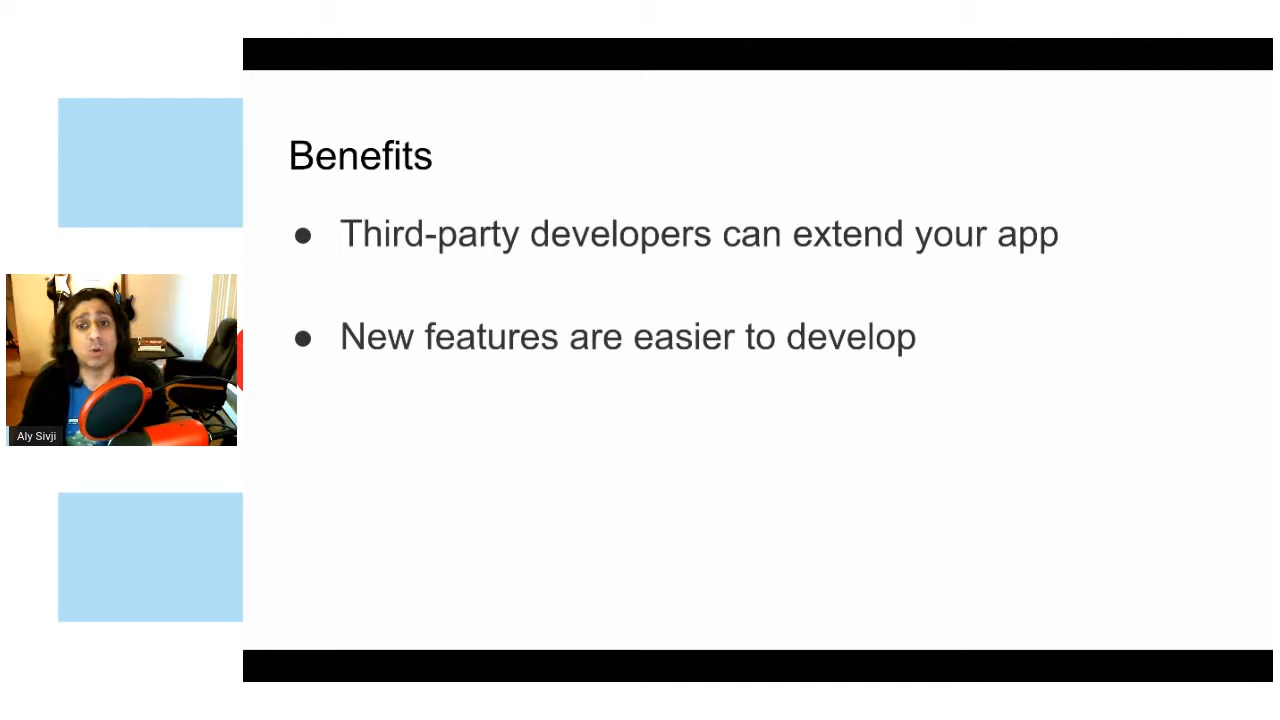 Benefits
● Third-party developers can extend your app
● New features are easier to develop
Aly Sivji